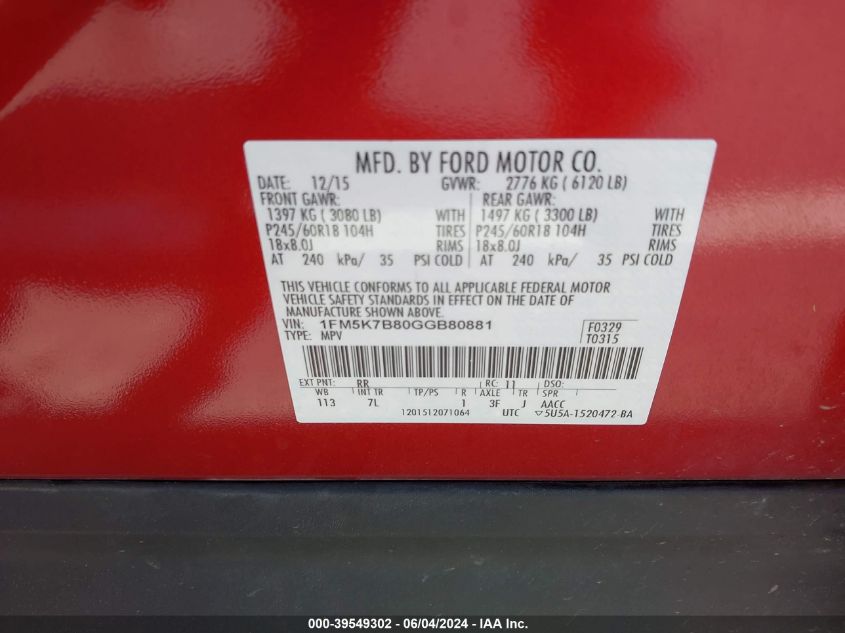 MFD. BY FORD MOTOR CO.
DATE: 12/15 GVWR: 2776 KG ( 6120 LB)
FRONT GAWR: REAR GAWR:
1397 KG ( 3080 LB) WITH 1497 KG ( 3300 LB) WITH
P245/60R18 104H TIRES P245/60R18 104H TIRES
18x8.0J RIMS 18x8.0J RIMS
AT 240 kPa/ 35 PSI COLD AT 240 kPa/ 35 PSI COLD
THIS VEHICLE CONFORMS TO ALL APPLICABLE FEDERAL MOTOR
VEHICLE SAFETY STANDARDS IN EFFECT ON THE DATE OF
MANUFACTURE SHOWN ABOVE.
VIN: 1FM5K7B80GGB80881 F0329
TYPE: MPV T0315
EXT PNT: RR RC: 11 DSO:
WB INT TR TP/PS R AXLE TR SPR
113 7L 1 3F J AACC
1201512071064 UTC ▽5U5A-1520472-BA
000-39549302 - 06/04/2024 - IAA Inc.